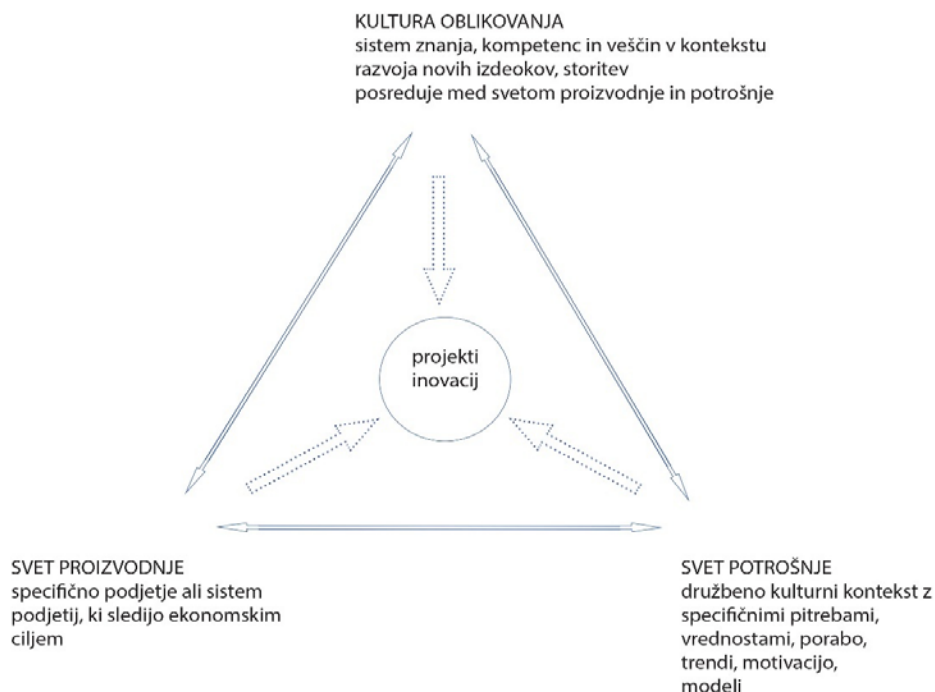 KULTURA OBLIKOVANJA
sistem znanja, kompetenc in veščin v kontekstu
razvoja novih izdeokov, storitev
posreduje med svetom proizvodnje in potrošnje
projekti
inovacij
SVET PROIZVODNJE
specifično podjetje ali sistem
podjetij, ki sledijo ekonomskim
ciljem
SVET POTROŠNJE
družbeno kulturni kontekst z
specifičnimi pitrebami,
vrednostami, porabo,
trendi, motivacijo,
modeli